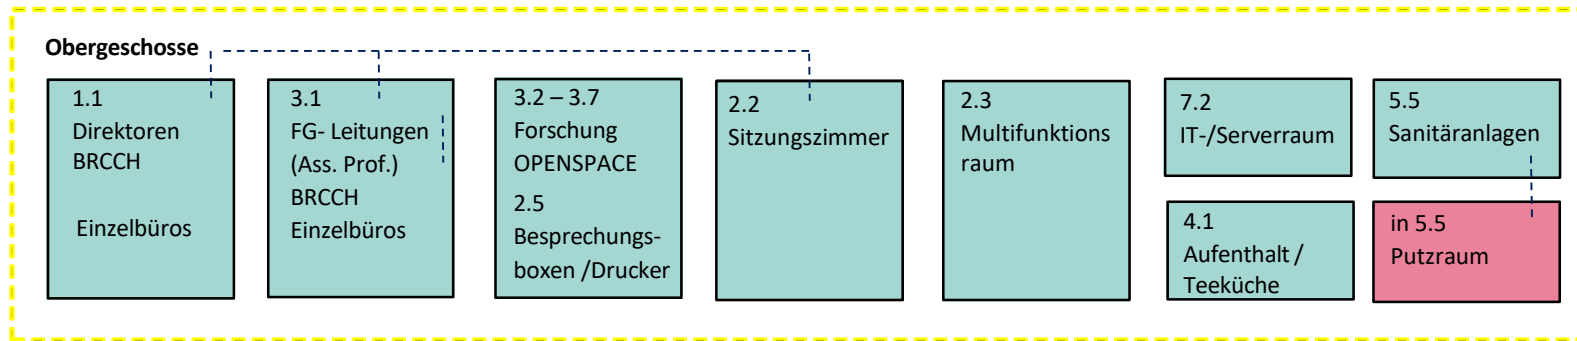 Obergeschosse
1.1
Direktoren
BRCCH
Einzelbüros
3.1
FG- Leitungen
(Ass. Prof.)
BRCCH
Einzelbüros
3.2 – 3.7
Forschung
OPENSPACE
2.5
Besprechungs-
boxen /Drucker
2.2
Sitzungszimmer
2.3
Multifunktions
raum
7.2
IT-/Serverraum
4.1
Aufenthalt /
Teeküche
5.5
Sanitäranlagen
in 5.5
Putzraum